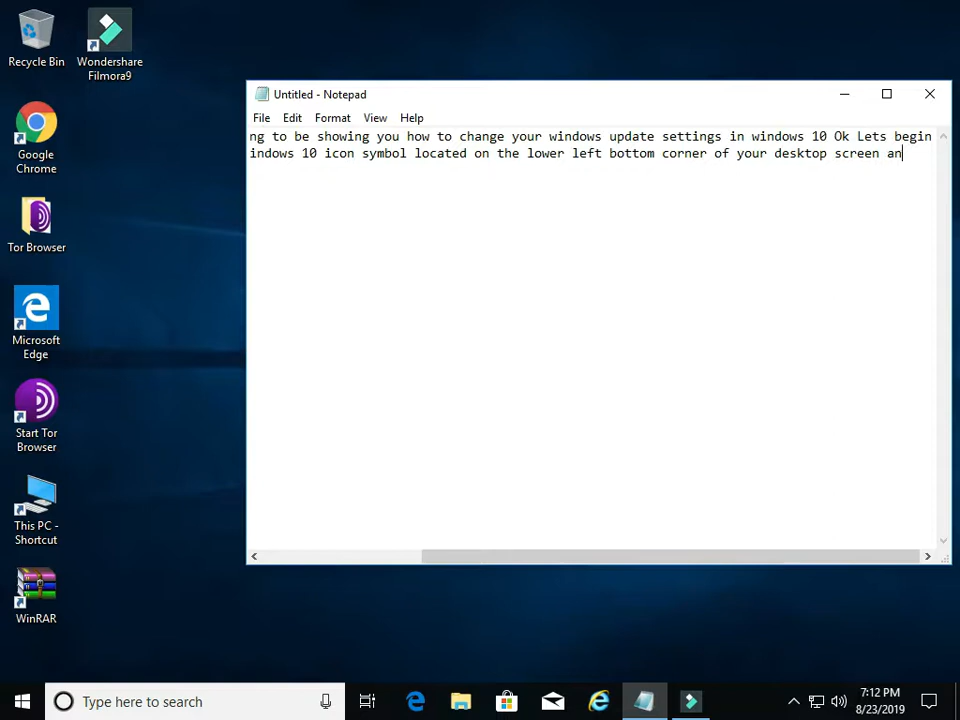 Recycle Bin
Wondershare
Filmora9
Google
Chrome
Tor Browser
Microsoft
Edge
Start Tor
Browser
This PC -
Shortcut
WinRAR
Untitled - Notepad
File Edit Format View Help
ng to be showing you how to change your windows update settings in windows 10 Ok Lets begin
indows 10 icon symbol located on the lower left bottom corner of your desktop screen an
Type here to search
7:12 PM
8/23/2019